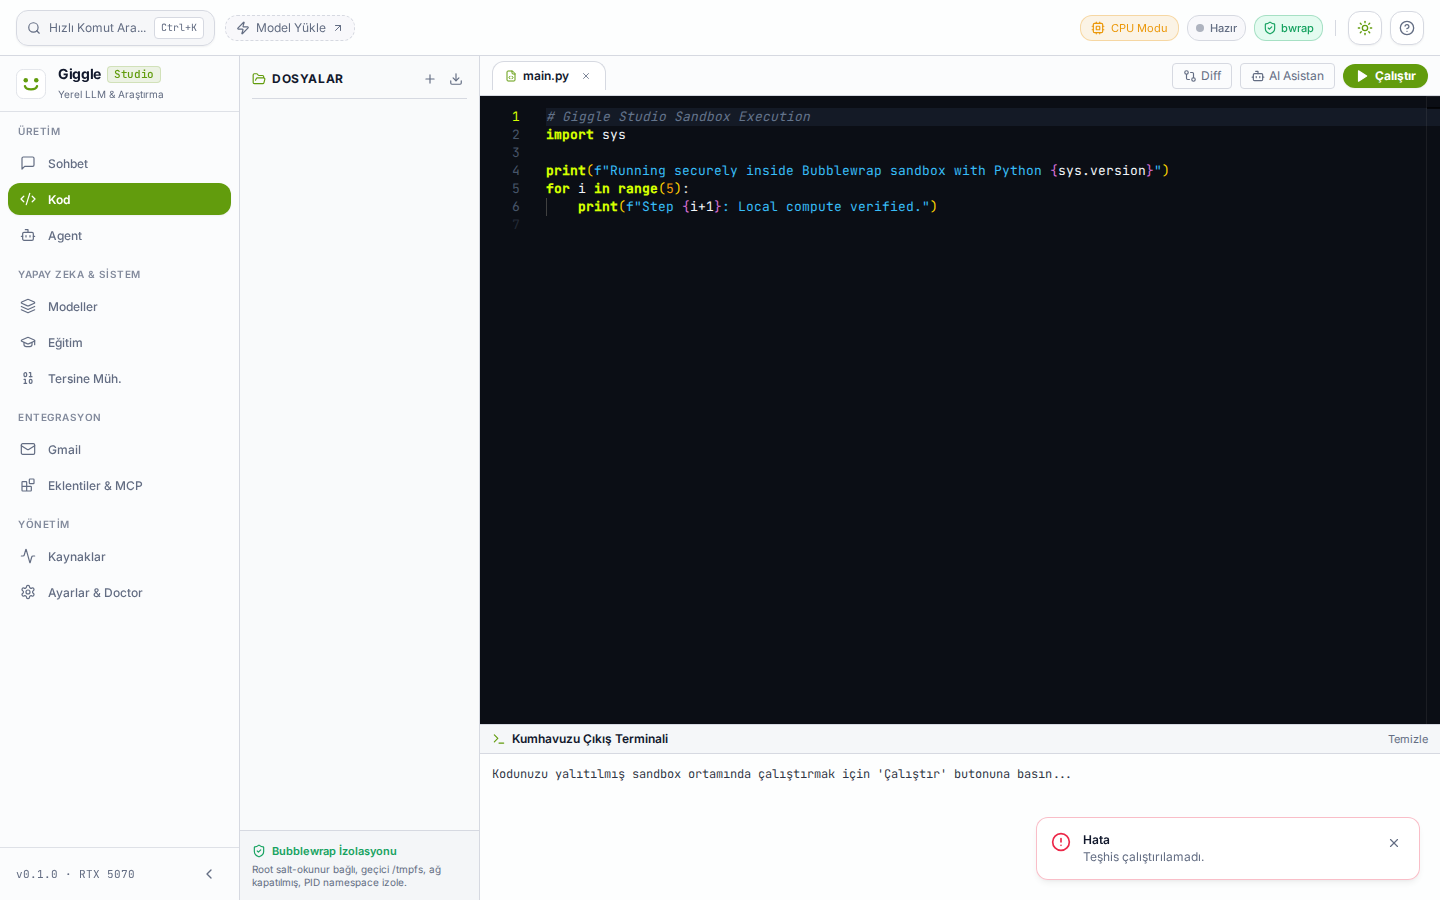 Hızlı Komut Ara... Ctrl+K
Model Yükle
CPU Modu
Hazır
bwrap
Giggle Studio
Yerel LLM & Araştırma
ÜRETİM
Sohbet
Kod
Agent
YAPAY ZEKA & SİSTEM
Modeller
Eğitim
Tersine Müh.
ENTEGRASYON
Gmail
Eklentiler & MCP
YÖNETİM
Kaynaklar
Ayarlar & Doctor
v0.1.0 · RTX 5070
DOSYALAR
Bubblewrap İzolasyonu
Root salt-okunur bağlı, geçici /tmpfs, ağ
kapatılmış, PID namespace izole.
main.py
Diff
AI Asistan
Çalıştır
1 # Giggle Studio Sandbox Execution
2 import sys
3
4 print(f"Running securely inside Bubblewrap sandbox with Python {sys.version}")
5 for i in range(5):
6     print(f"Step {i+1}: Local compute verified.")
7
Kumhavuzu Çıkış Terminali
Temizle
Kodunuzu yalıtılmış sandbox ortamında çalıştırmak için 'Çalıştır' butonuna basın...
Hata
Teşhis çalıştırılamadı.